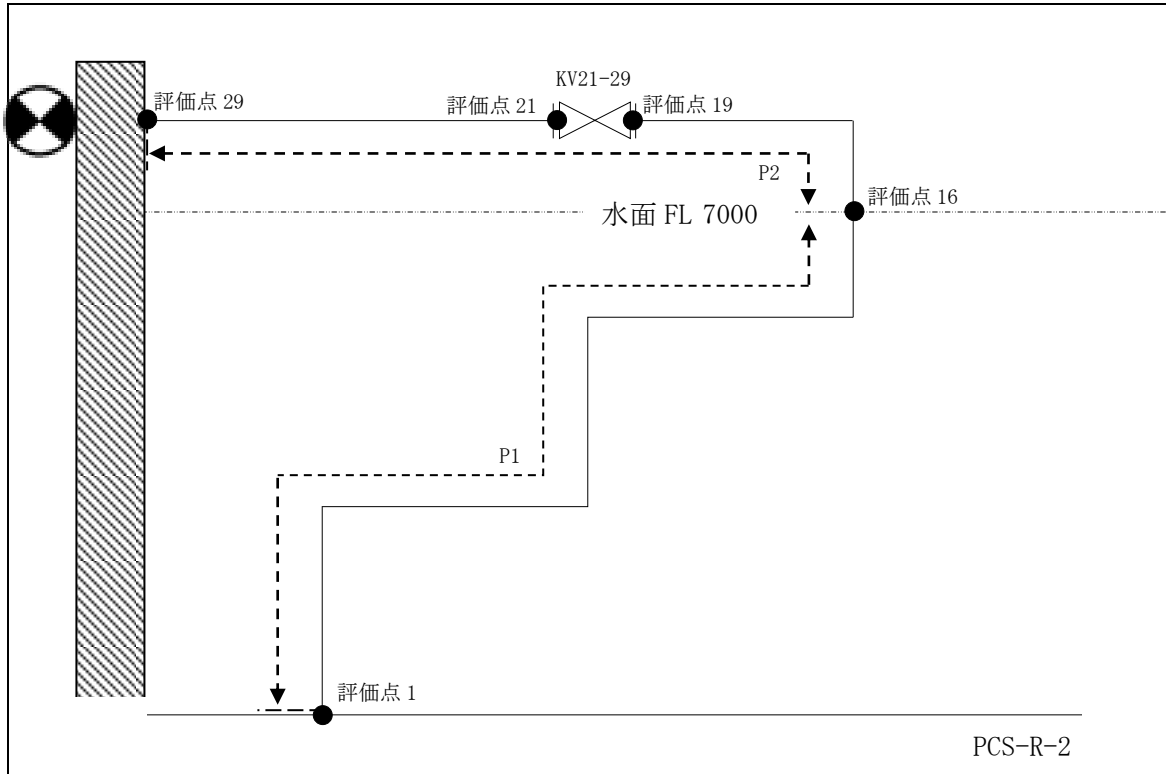 KV21-29
評価点 29
評価点 21
評価点 19
P2
水面 FL 7000
評価点 16
P1
評価点 1
PCS-R-2